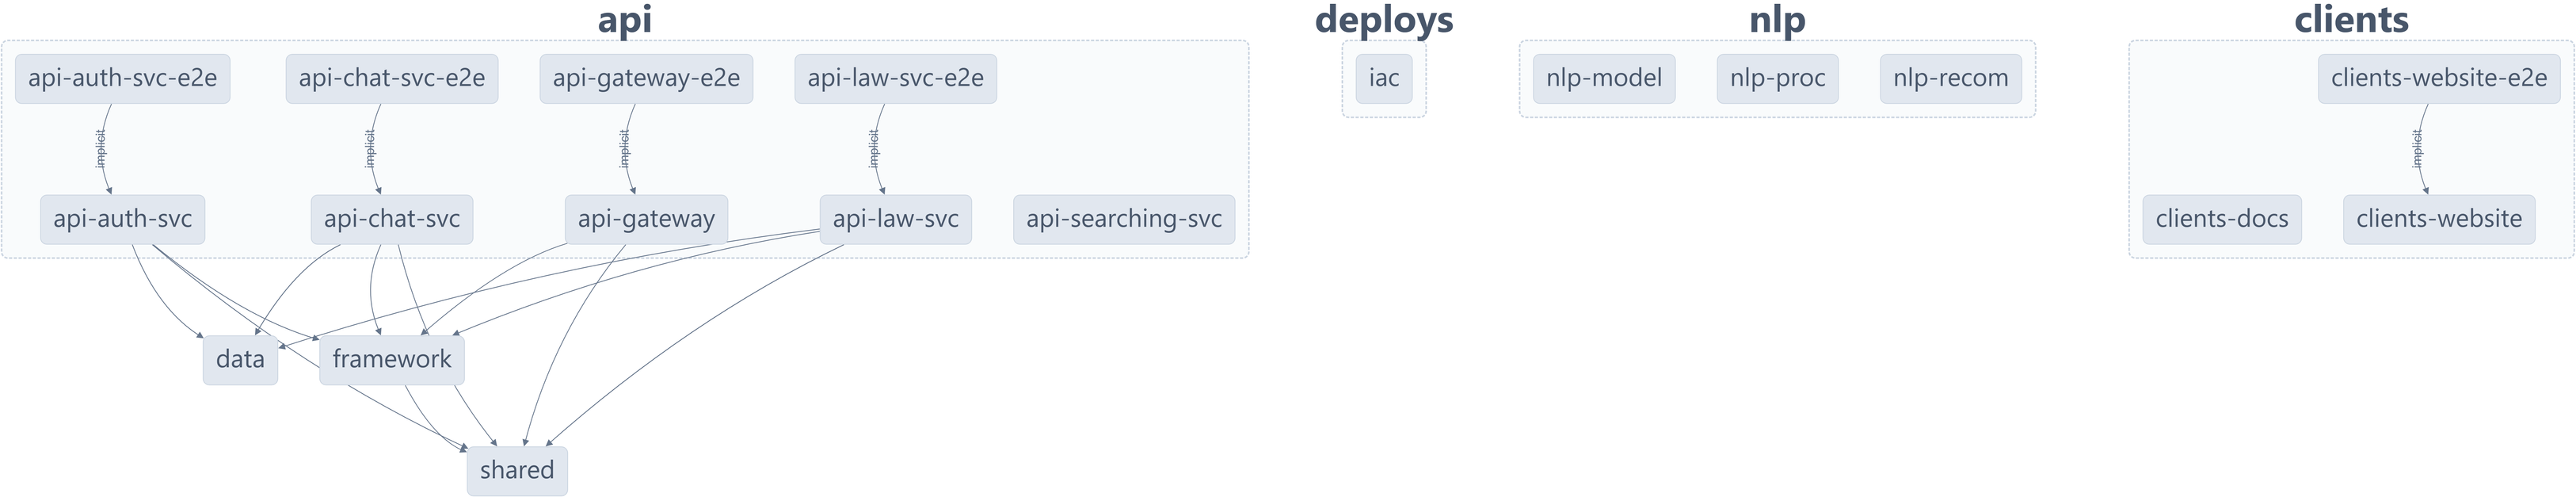 api
deploys
nlp
clients
api-auth-svc-e2e
api-chat-svc-e2e
api-gateway-e2e
api-law-svc-e2e
iac
nlp-model
nlp-proc
nlp-recom
clients-website-e2e
implicit
implicit
implicit
implicit
implicit
api-auth-svc
api-chat-svc
api-gateway
api-law-svc
api-searching-svc
clients-docs
clients-website
data
framework
shared